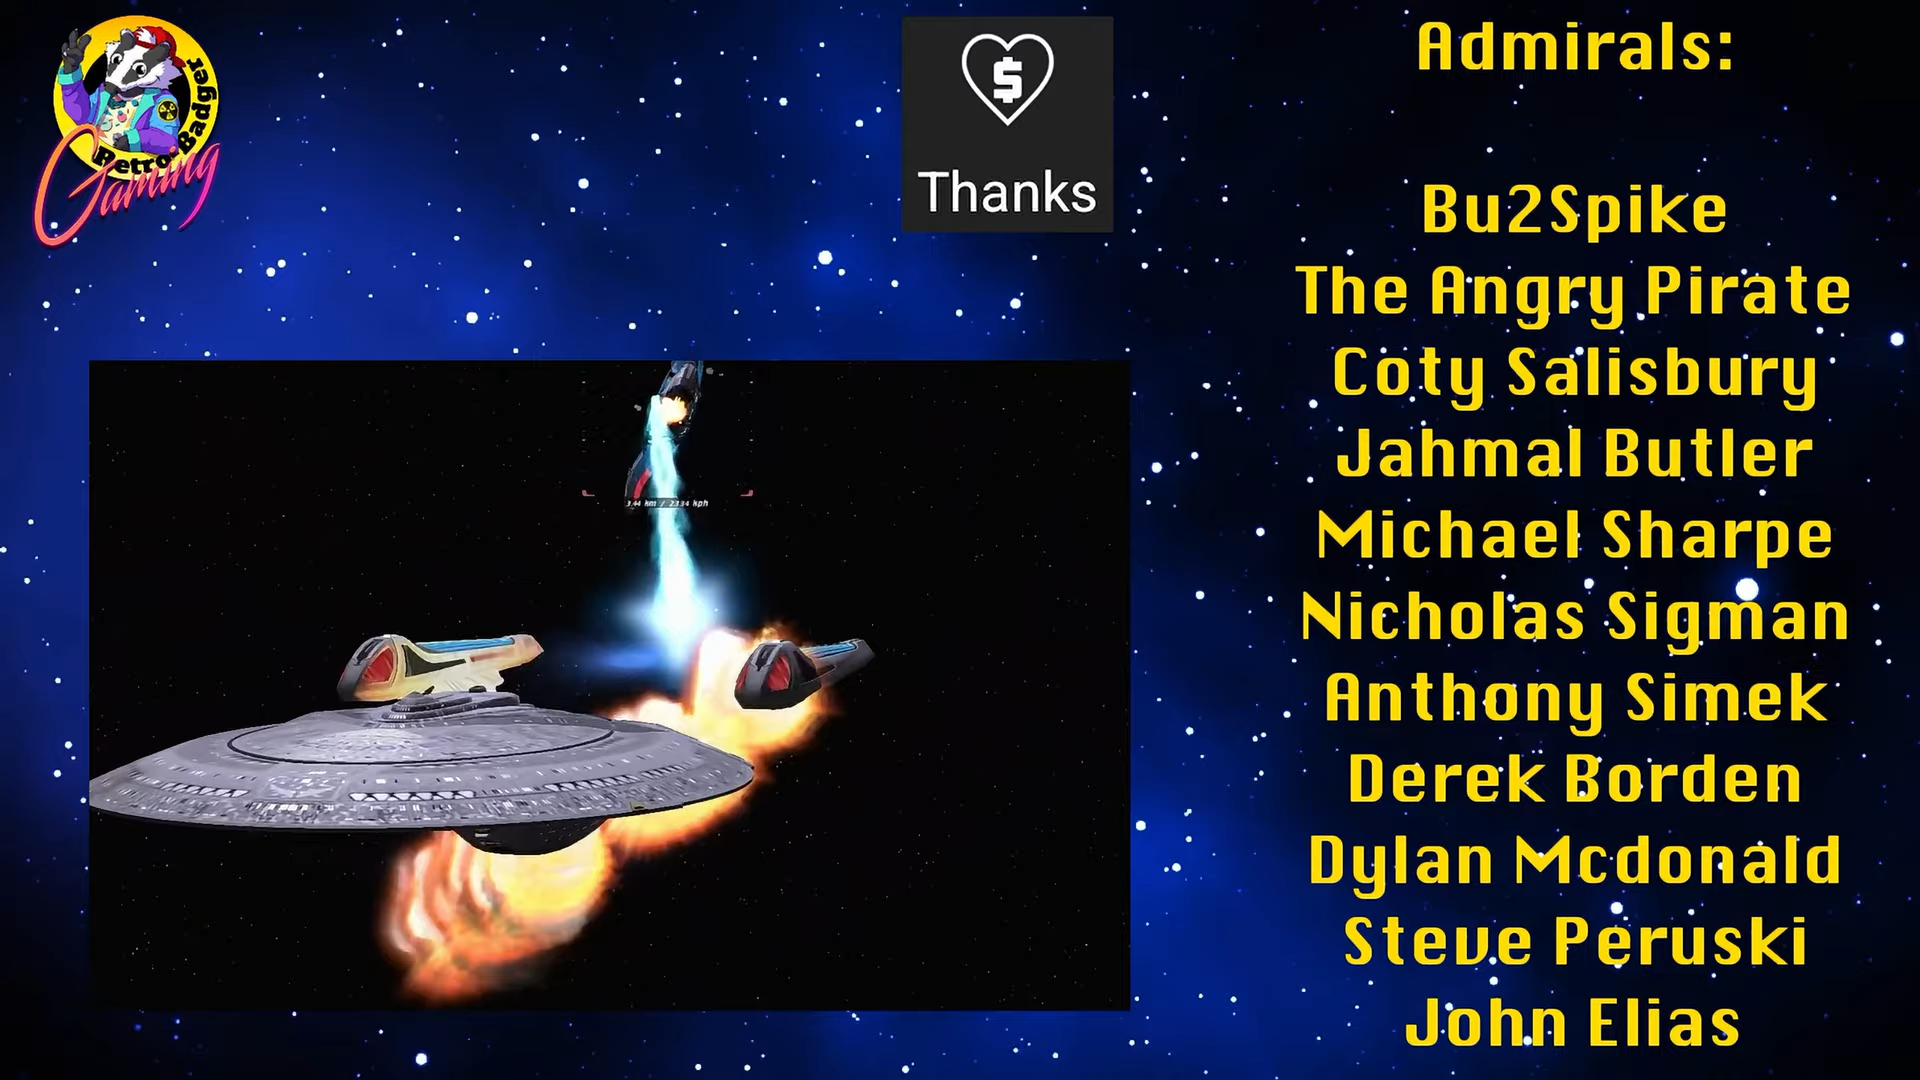 Retro Badger
Gaming
Thanks
Admirals:
Bu2Spike
The Angry Pirate
Coty Salisbury
Jahmal Butler
Michael Sharpe
Nicholas Sigman
Anthony Simek
Derek Borden
Dylan Mcdonald
Steve Peruski
John Elias